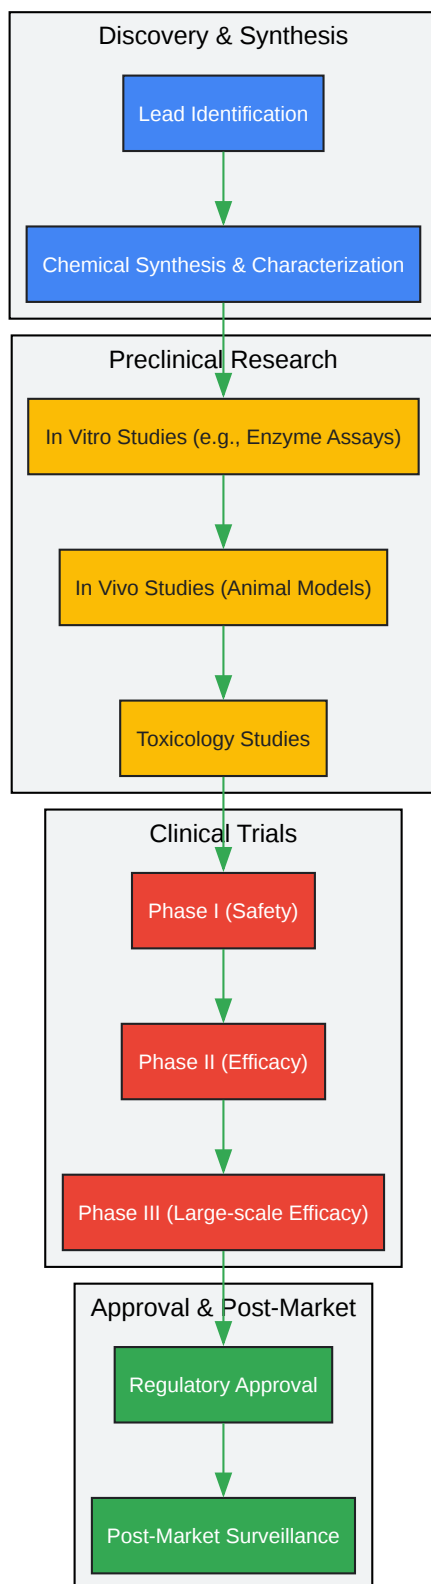 Discovery & Synthesis
Lead Identification
Chemical Synthesis & Characterization
Preclinical Research
In Vitro Studies (e.g., Enzyme Assays)
In Vivo Studies (Animal Models)
Toxicology Studies
Clinical Trials
Phase I (Safety)
Phase II (Efficacy)
Phase III (Large-scale Efficacy)
Approval & Post-Market
Regulatory Approval
Post-Market Surveillance